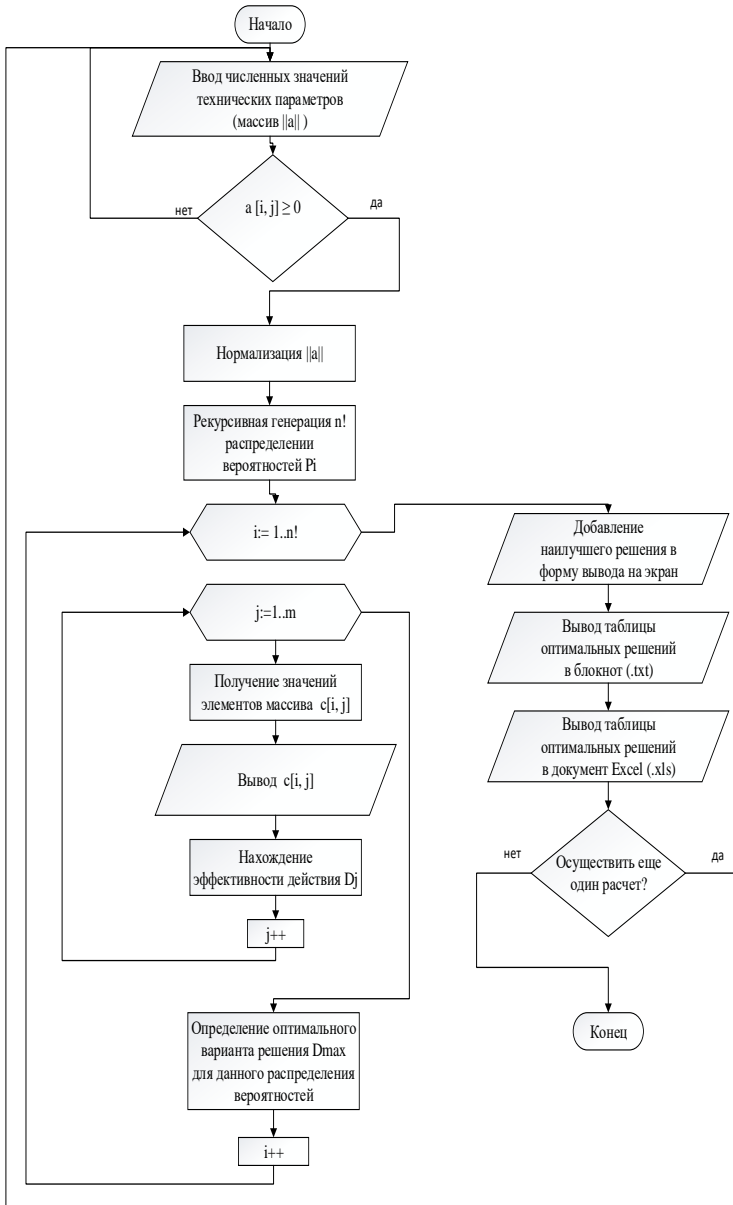 Начало
Ввод численных значений
технических параметров
(массив ||a|| )
a [i, j] ≥ 0
нет
да
Нормализация ||a||
Рекурсивная генерация n!
распределении
вероятностей Pi
i:= 1..n!
j:=1..m
Получение значений
элементов массива c[i, j]
Вывод c[i, j]
Нахождение
эффективности действия Dj
j++
Определение оптимального
варианта решения Dmax
для данного распределения
вероятностей
i++
Добавление
наилучшего решения в
форму вывода на экран
Вывод таблицы
оптимальных решений
в блокнот (.txt)
Вывод таблицы
оптимальных решений
в документ Excel (.xls)
Осуществить еще
один расчет?
нет
да
Конец